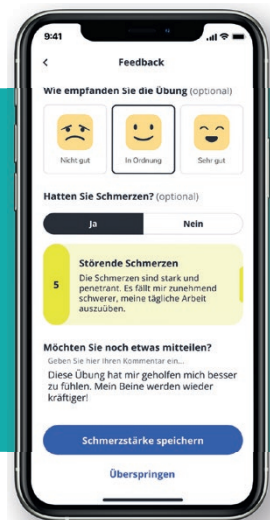 9:41
Feedback
Wie empfanden Sie die Übung (optional)
Nicht gut
In Ordnung
Sehr gut
Hatten Sie Schmerzen? (optional)
Ja
Nein
5
Störende Schmerzen
Die Schmerzen sind stark und
penetrant. Es fällt mir zunehmend
schwerer, meine tägliche Arbeit
auszuüben.
Möchten Sie noch etwas mitteilen?
Geben Sie hier Ihren Kommentar ein...
Diese Übung hat mir geholfen mich besser
zu fühlen. Mein Beine werden wieder
kräftiger!
Schmerzstärke speichern
Überspringen